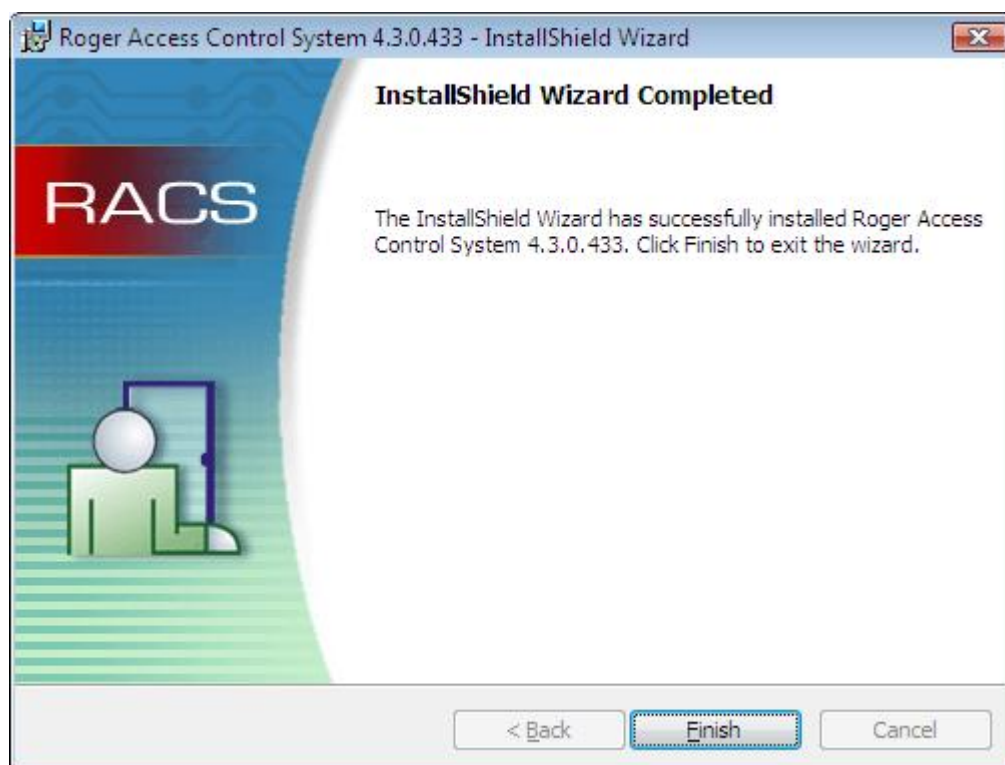 Roger Access Control System 4.3.0.433 - InstallShield Wizard
InstallShield Wizard Completed
RACS
The InstallShield Wizard has successfully installed Roger Access
Control System 4.3.0.433. Click Finish to exit the wizard.
< Back
Finish
Cancel